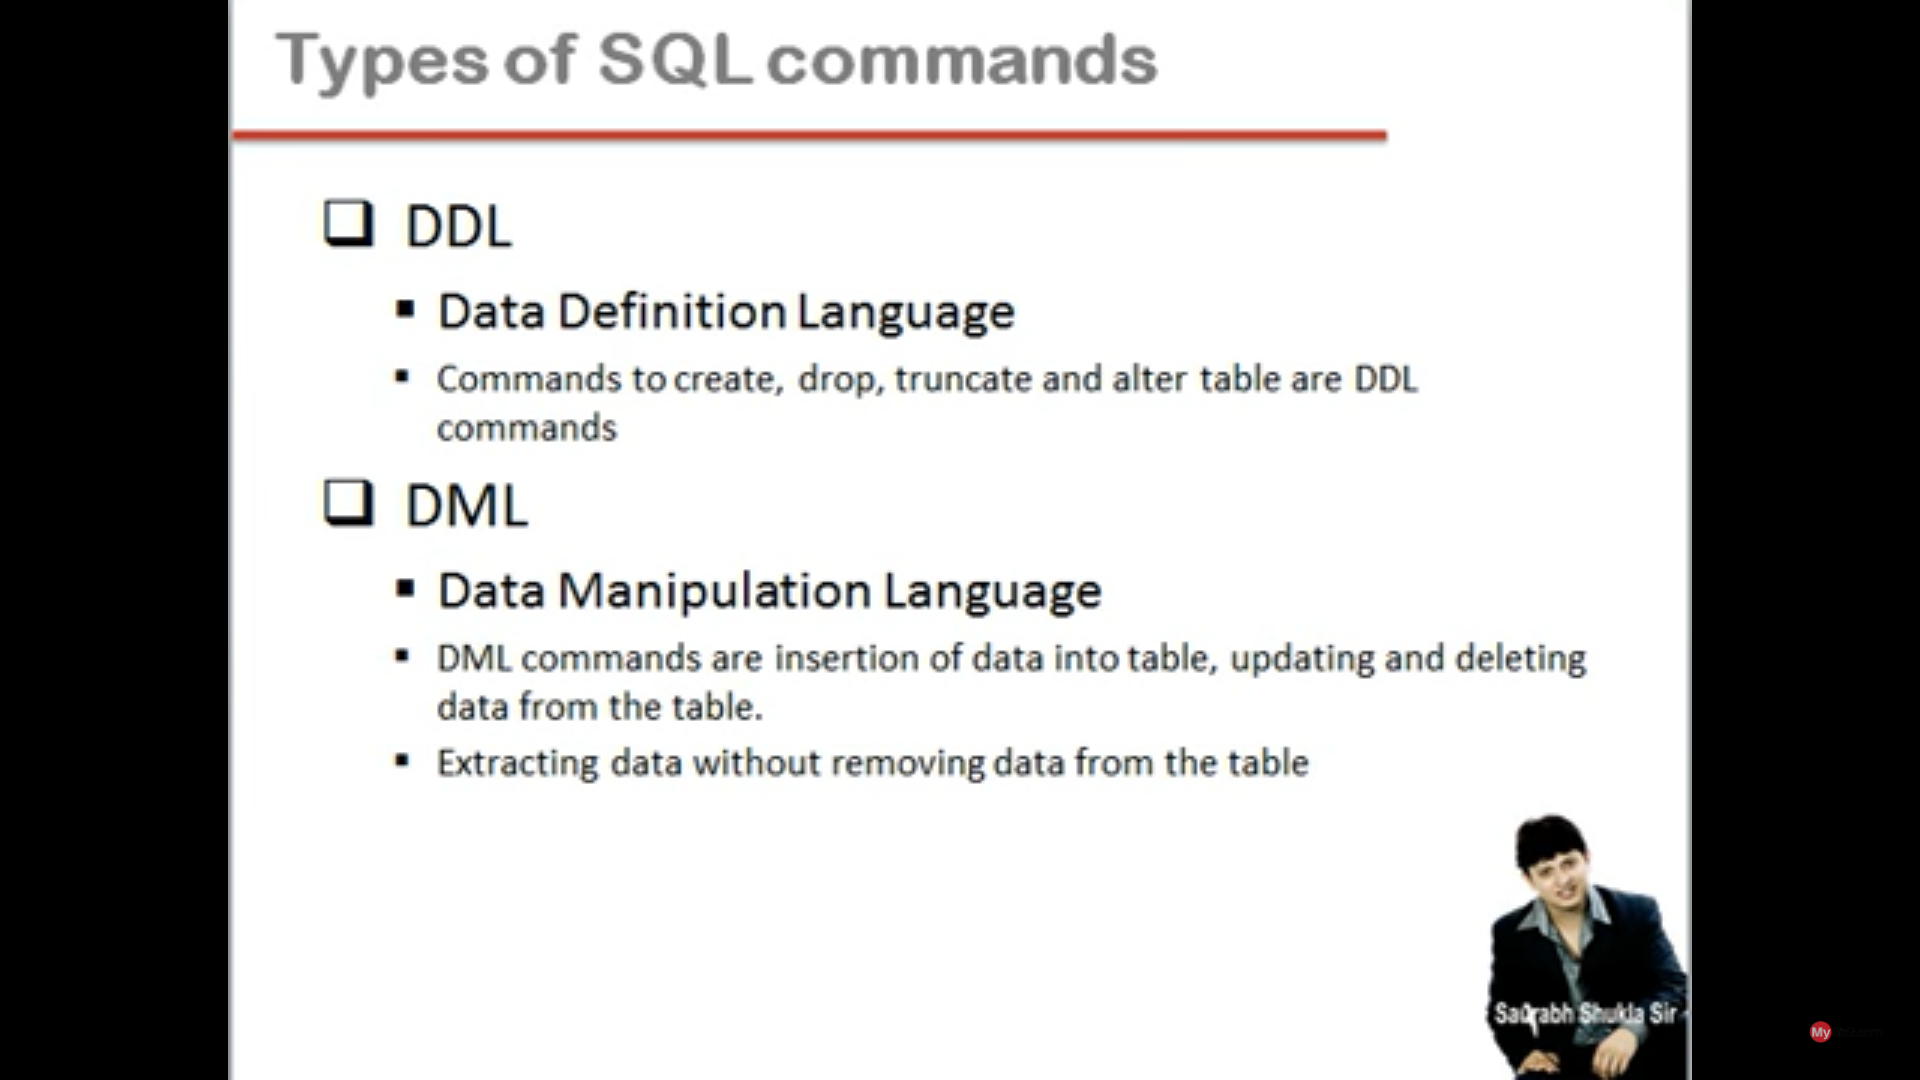 Types of SQL commands
DDL
Data Definition Language
Commands to create, drop, truncate and alter table are DDL
commands
DML
Data Manipulation Language
DML commands are insertion of data into table, updating and deleting
data from the table.
Extracting data without removing data from the table
Saurabh Shukla Sir
My